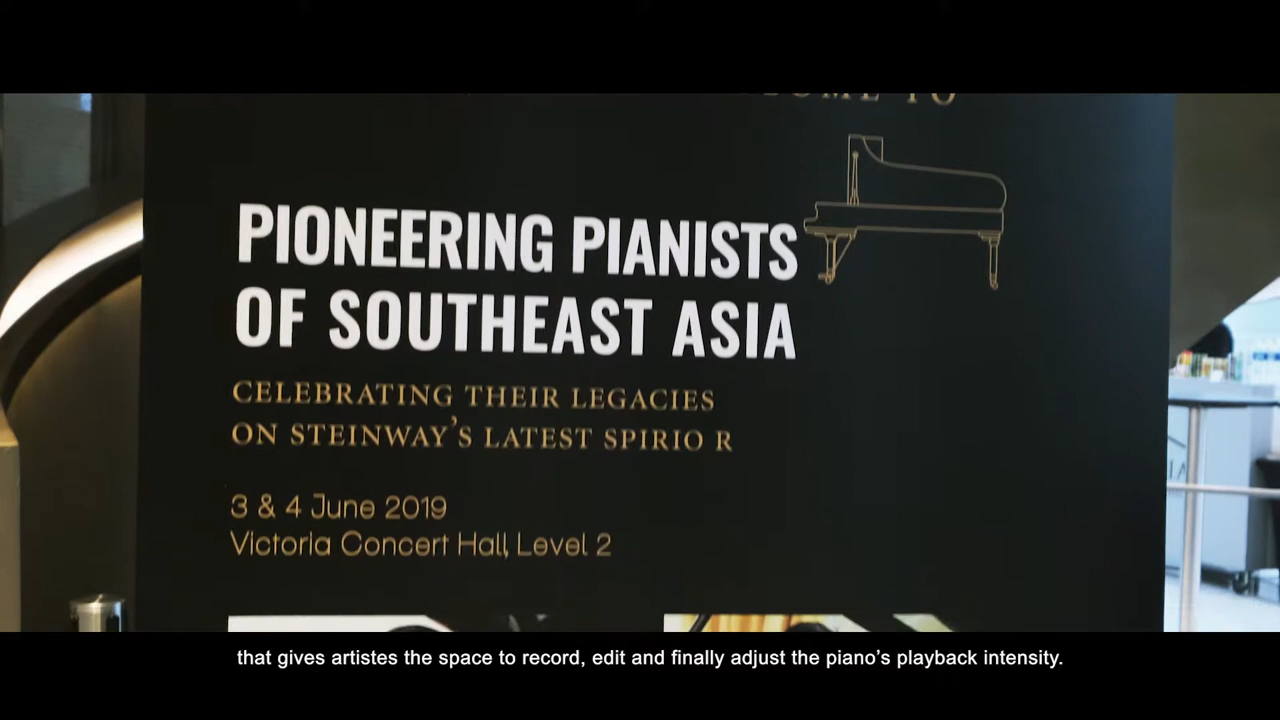 TO
PIONEERING PIANISTS
OF SOUTHEAST ASIA
CELEBRATING THEIR LEGACIES
ON STEINWAY'S LATEST SPIRIO R
3 & 4 June 2019
Victoria Concert Hall, Level 2
that gives artistes the space to record, edit and finally adjust the piano's playback intensity.